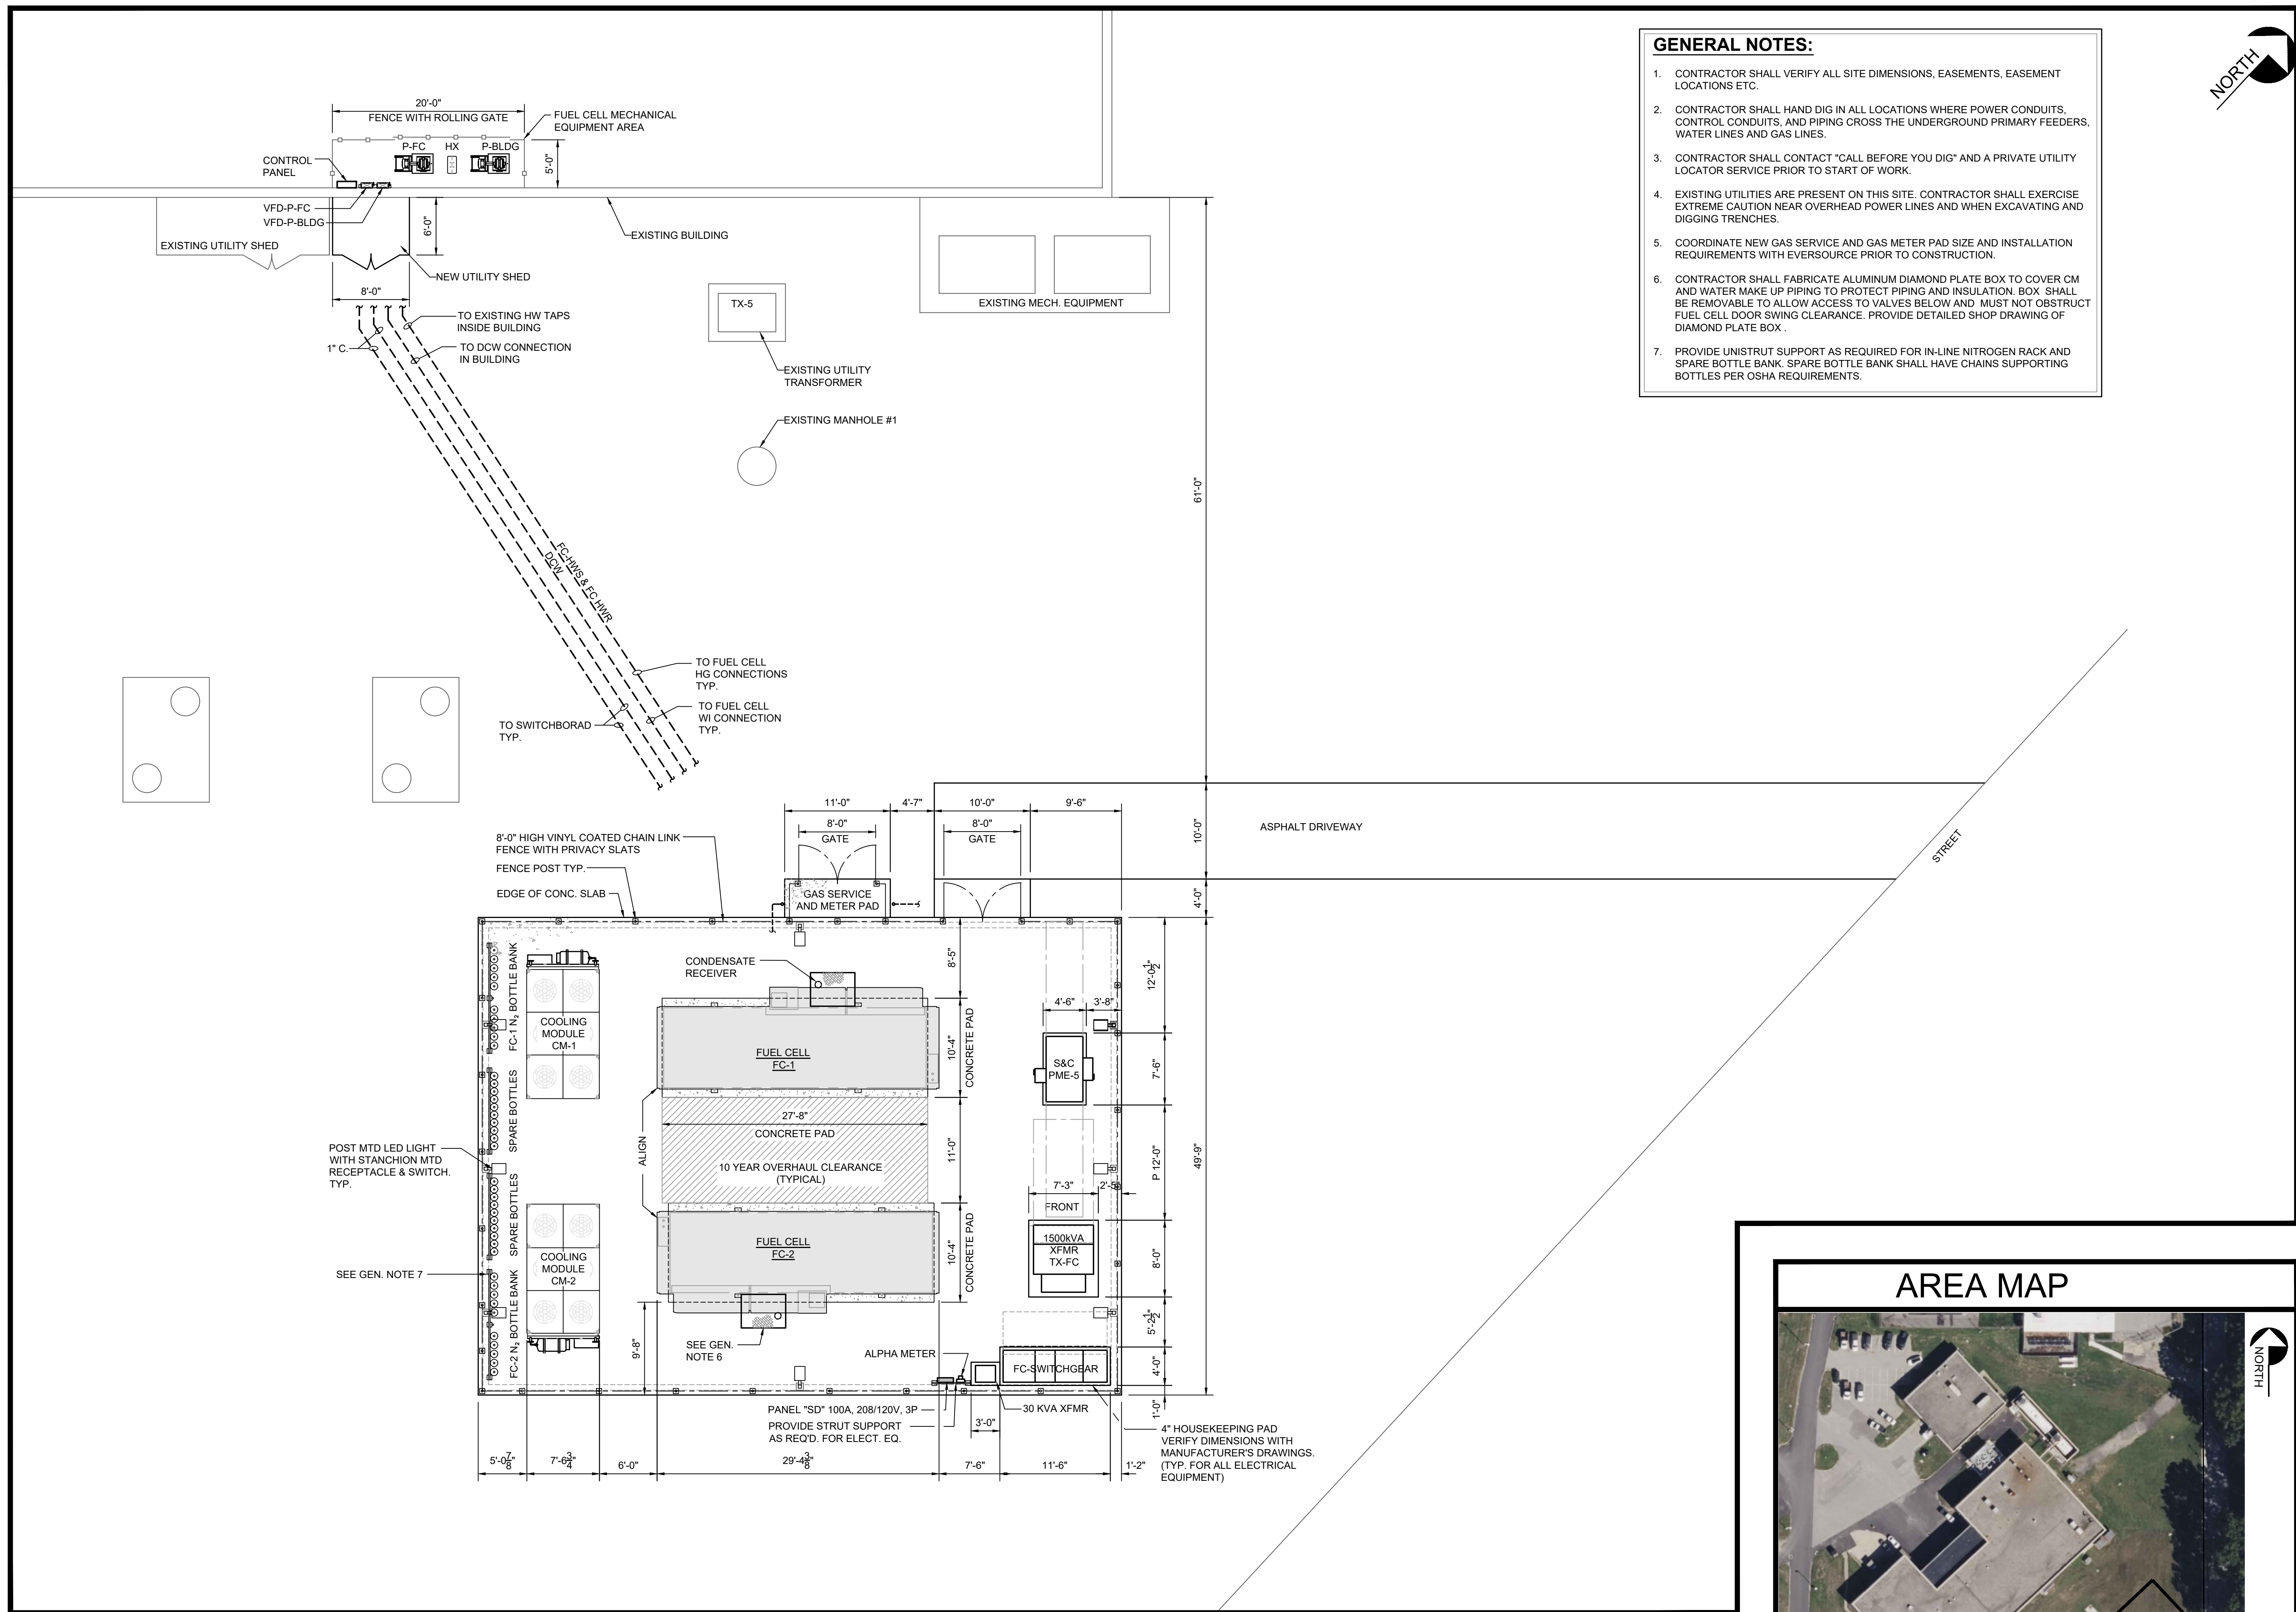 GENERAL NOTES:
1. CONTRACTOR SHALL VERIFY ALL SITE DIMENSIONS, EASEMENTS, EASEMENT
LOCATIONS ETC.
2. CONTRACTOR SHALL HAND DIG IN ALL LOCATIONS WHERE POWER CONDUITS,
CONTROL CONDUITS, AND PIPING CROSS THE UNDERGROUND PRIMARY FEEDERS,
WATER LINES AND GAS LINES.
3. CONTRACTOR SHALL CONTACT "CALL BEFORE YOU DIG" AND A PRIVATE UTILITY
LOCATOR SERVICE PRIOR TO START OF WORK.
4. EXISTING UTILITIES ARE PRESENT ON THIS SITE. CONTRACTOR SHALL EXERCISE
EXTREME CAUTION NEAR OVERHEAD POWER LINES AND WHEN EXCAVATING AND
DIGGING TRENCHES.
5. COORDINATE NEW GAS SERVICE AND GAS METER PAD SIZE AND INSTALLATION
REQUIREMENTS WITH EVERSOURCE PRIOR TO CONSTRUCTION.
6. CONTRACTOR SHALL FABRICATE ALUMINUM DIAMOND PLATE BOX TO COVER CM
AND WATER MAKE UP PIPING TO PROTECT PIPING AND INSULATION. BOX SHALL
BE REMOVABLE TO ALLOW ACCESS TO VALVES BELOW AND MUST NOT OBSTRUCT
FUEL CELL DOOR SWING CLEARANCE. PROVIDE DETAILED SHOP DRAWING OF
DIAMOND PLATE BOX .
7. PROVIDE UNISTRUT SUPPORT AS REQUIRED FOR IN-LINE NITROGEN RACK AND
SPARE BOTTLE BANK. SPARE BOTTLE BANK SHALL HAVE CHAINS SUPPORTING
BOTTLES PER OSHA REQUIREMENTS.
NORTH
20'-0"
FENCE WITH ROLLING GATE
FUEL CELL MECHANICAL
EQUIPMENT AREA
P-FC
HX
P-BLDG
5'-0"
CONTROL
PANEL
VFD-P-FC
VFD-P-BLDG
6'-0"
EXISTING UTILITY SHED
EXISTING BUILDING
NEW UTILITY SHED
8'-0"
TX-5
EXISTING MECH. EQUIPMENT
TO EXISTING HW TAPS
INSIDE BUILDING
1" C.
TO DCW CONNECTION
IN BUILDING
EXISTING UTILITY
TRANSFORMER
EXISTING MANHOLE #1
61'-0"
FC-HWS & FC HWR
DCW
TO FUEL CELL
HG CONNECTIONS
TYP.
TO FUEL CELL
WI CONNECTION
TYP.
TO SWITCHBORAD
TYP.
11'-0"
4'-7"
10'-0"
9'-6"
8'-0"
GATE
8'-0"
GATE
10'-0"
ASPHALT DRIVEWAY
STREET
8'-0" HIGH VINYL COATED CHAIN LINK
FENCE WITH PRIVACY SLATS
FENCE POST TYP.
EDGE OF CONC. SLAB
GAS SERVICE
AND METER PAD
4'-0"
FC-1 N₂ BOTTLE BANK
COOLING
MODULE
CM-1
CONDENSATE
RECEIVER
8'-5"
12'-0 1/2"
4'-6"
3'-8"
FUEL CELL
FC-1
10'-4"
CONCRETE PAD
S&C
PME-5
7'-6"
SPARE BOTTLES
27'-8"
CONCRETE PAD
ALIGN
11'-0"
10 YEAR OVERHAUL CLEARANCE
(TYPICAL)
P 12'-0"
49'-9"
POST MTD LED LIGHT
WITH STANCHION MTD
RECEPTACLE & SWITCH.
TYP.
SPARE BOTTLES
7'-3"
2'-5"
FRONT
FUEL CELL
FC-2
10'-4"
CONCRETE PAD
1500kVA
XFMR
TX-FC
8'-0"
COOLING
MODULE
CM-2
SEE GEN. NOTE 7
FC-2 N₂ BOTTLE BANK
9'-8"
SEE GEN.
NOTE 6
ALPHA METER
FC-SWITCHGEAR
5'-2 1/2"
4'-0"
1'-0"
PANEL "SD" 100A, 208/120V, 3P
30 KVA XFMR
PROVIDE STRUT SUPPORT
AS REQ'D. FOR ELECT. EQ.
3'-0"
4" HOUSEKEEPING PAD
VERIFY DIMENSIONS WITH
MANUFACTURER'S DRAWINGS.
(TYP. FOR ALL ELECTRICAL
EQUIPMENT)
5'-0 7/8"
7'-6 3/4"
6'-0"
29'-4 3/8"
7'-6"
11'-6"
1'-2"
AREA MAP
NORTH